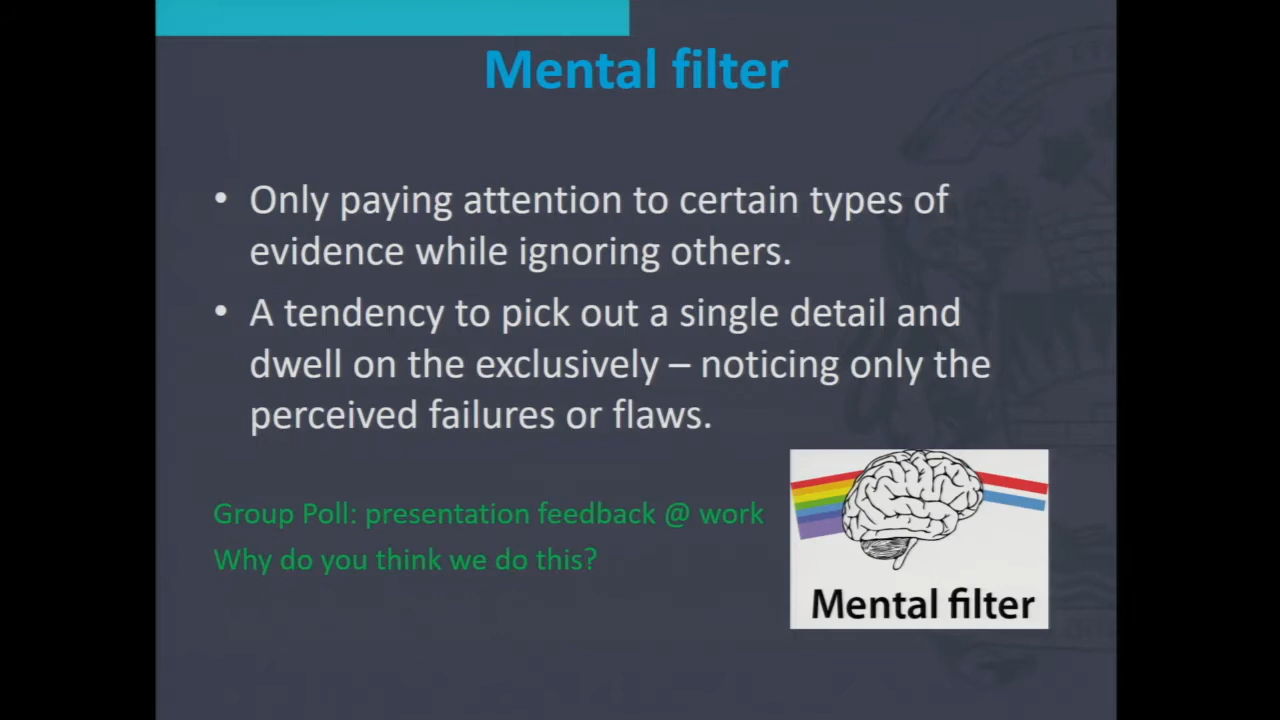 Mental filter
• Only paying attention to certain types of
evidence while ignoring others.
• A tendency to pick out a single detail and
dwell on the exclusively – noticing only the
perceived failures or flaws.
Group Poll: presentation feedback @ work
Why do you think we do this?
Mental filter